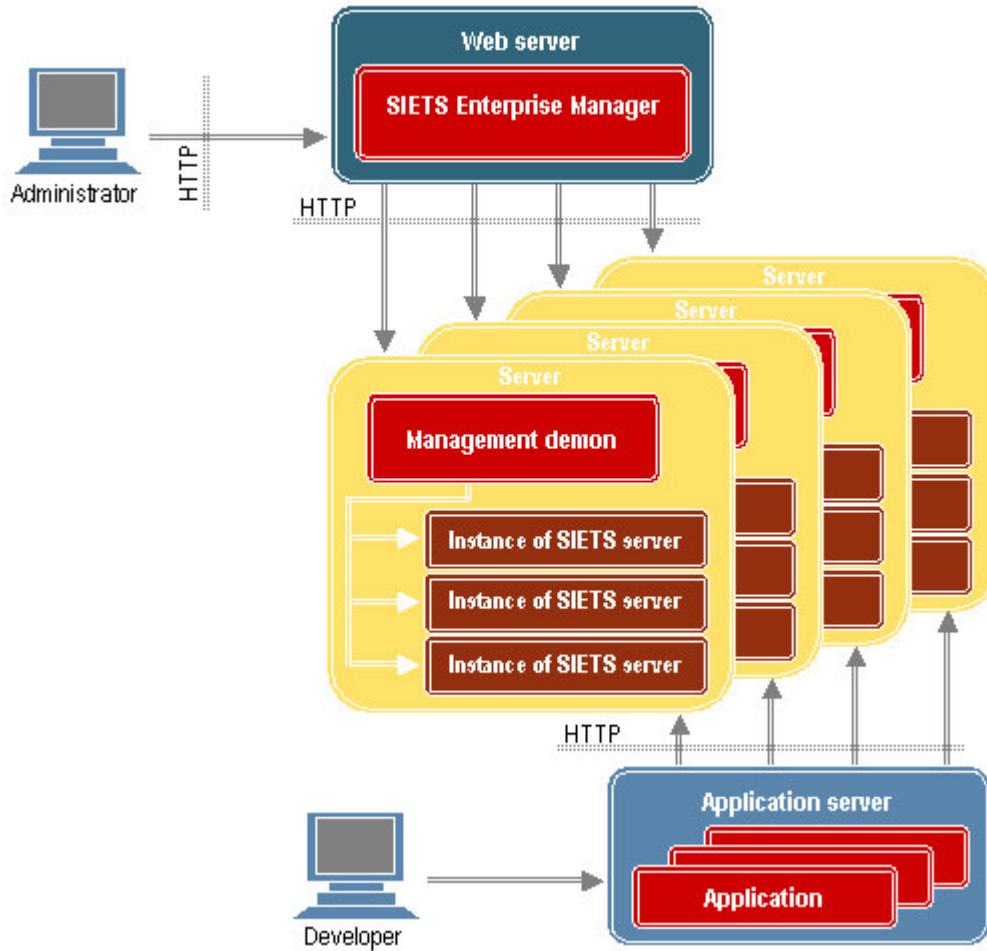 Web server
SIETS Enterprise Manager
Administrator
HTTP
HTTP
Server
Server
Server
Server
Management demon
Instance of SIETS server
Instance of SIETS server
Instance of SIETS server
HTTP
Application server
Application
Developer